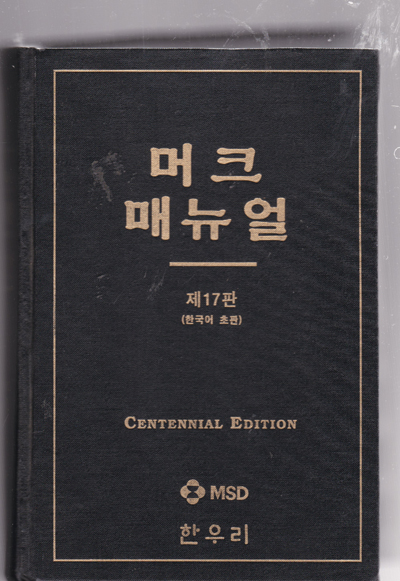 머크
매뉴얼
제17판
(한국어 초판)
CENTENNIAL EDITION
MSD
한우리